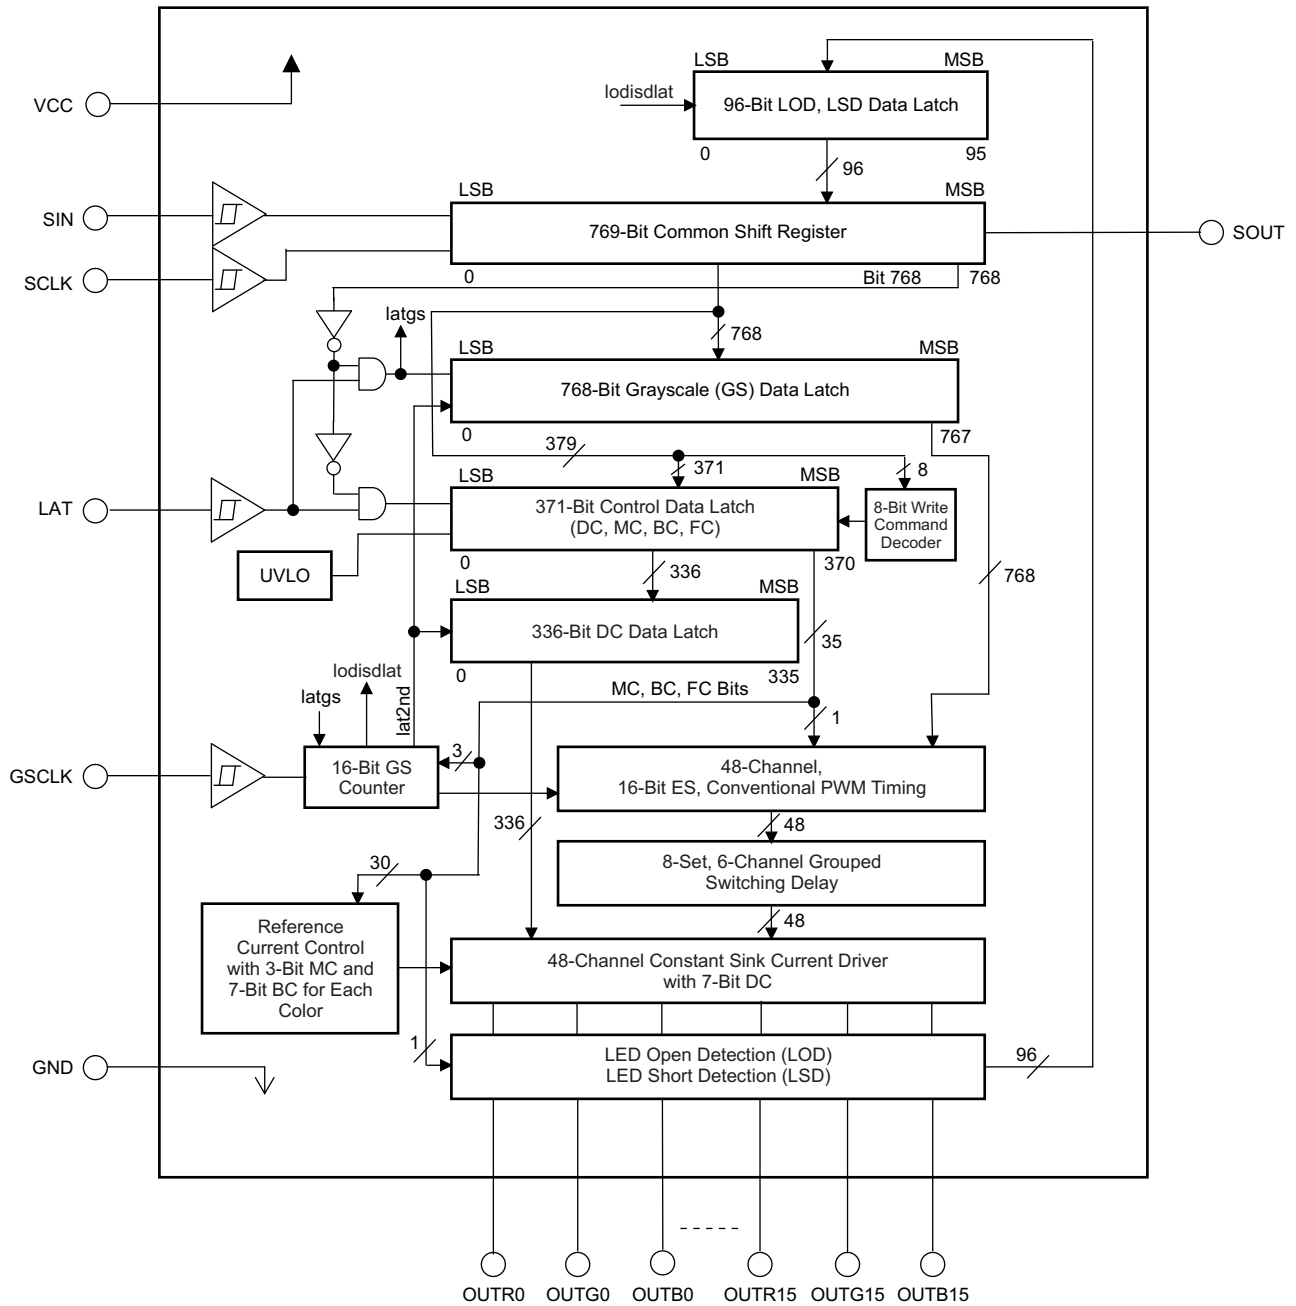 LSB MSB
VCC
lodisdlat
96-Bit LOD, LSD Data Latch
0 95
96
LSB MSB
SIN
769-Bit Common Shift Register
SOUT
SCLK
0 Bit 768 768
latgs
768
LSB MSB
768-Bit Grayscale (GS) Data Latch
0 767
379
LSB 371 MSB 8
LAT
371-Bit Control Data Latch
(DC, MC, BC, FC)
8-Bit Write
Command
Decoder
0 370
UVLO
336
768
LSB MSB
336-Bit DC Data Latch
35
0 335
lodisdlat
latgs
lat2nd
MC, BC, FC Bits
1
3
GSCLK
16-Bit GS
Counter
48-Channel,
16-Bit ES, Conventional PWM Timing
336
48
8-Set, 6-Channel Grouped
Switching Delay
30
48
Reference
Current Control
with 3-Bit MC and
7-Bit BC for Each
Color
48-Channel Constant Sink Current Driver
with 7-Bit DC
1
GND
LED Open Detection (LOD)
LED Short Detection (LSD)
96
OUTR0 OUTG0 OUTB0 OUTR15 OUTG15 OUTB15